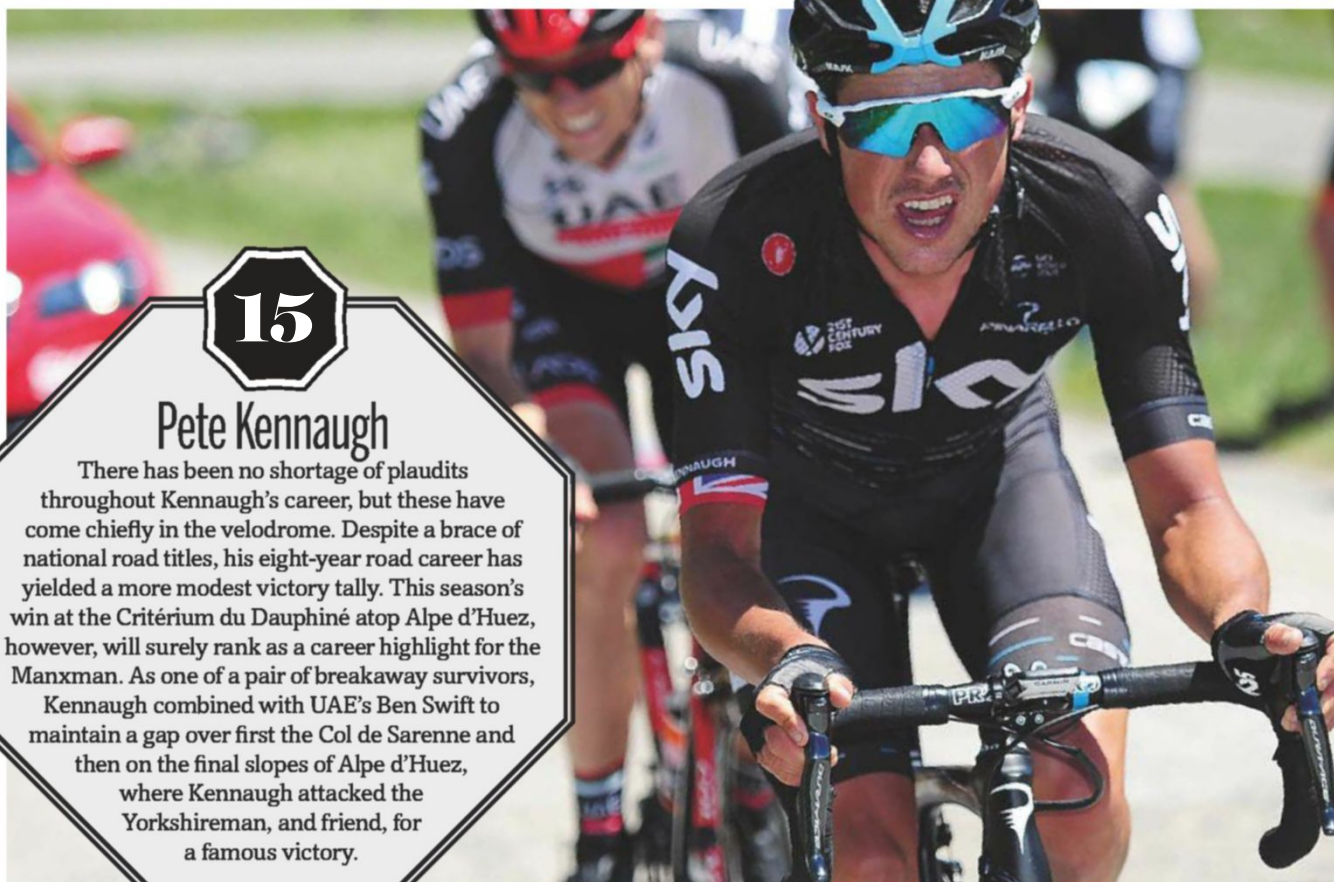 15
Pete Kennaugh
There has been no shortage of plaudits
throughout Kennaugh's career, but these have
come chiefly in the velodrome. Despite a brace of
national road titles, his eight-year road career has
yielded a more modest victory tally. This season's
win at the Critérium du Dauphiné atop Alpe d'Huez,
however, will surely rank as a career highlight for the
Manxman. As one of a pair of breakaway survivors,
Kennaugh combined with UAE's Ben Swift to
maintain a gap over first the Col de Sarenne and
then on the final slopes of Alpe d'Huez,
where Kennaugh attacked the
Yorkshireman, and friend, for
a famous victory.
UAE
UAE
KASK
KASK
sky
21ST
CENTURY
FOX
PINARELLO
sky
GARMIN